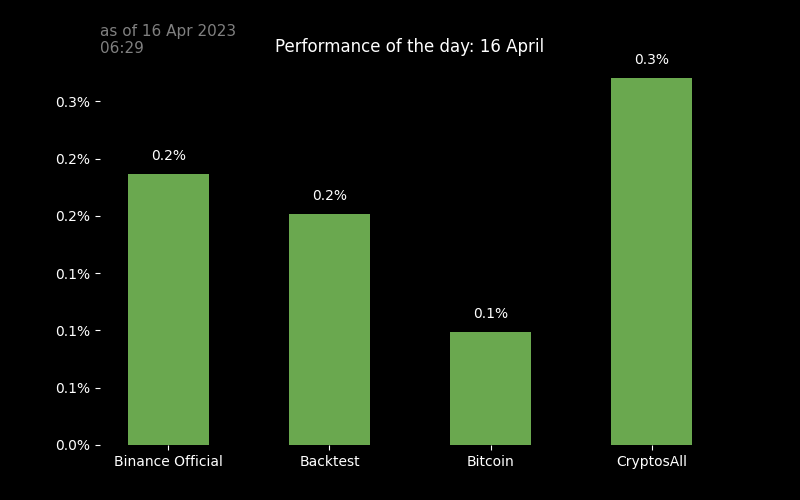 as of 16 Apr 2023
06:29
Performance of the day: 16 April
0.3%
0.3%
0.2%
0.2%
0.2%
0.2%
0.1%
0.1%
0.1%
0.1%
0.0%
Binance Official
Backtest
Bitcoin
CryptosAll